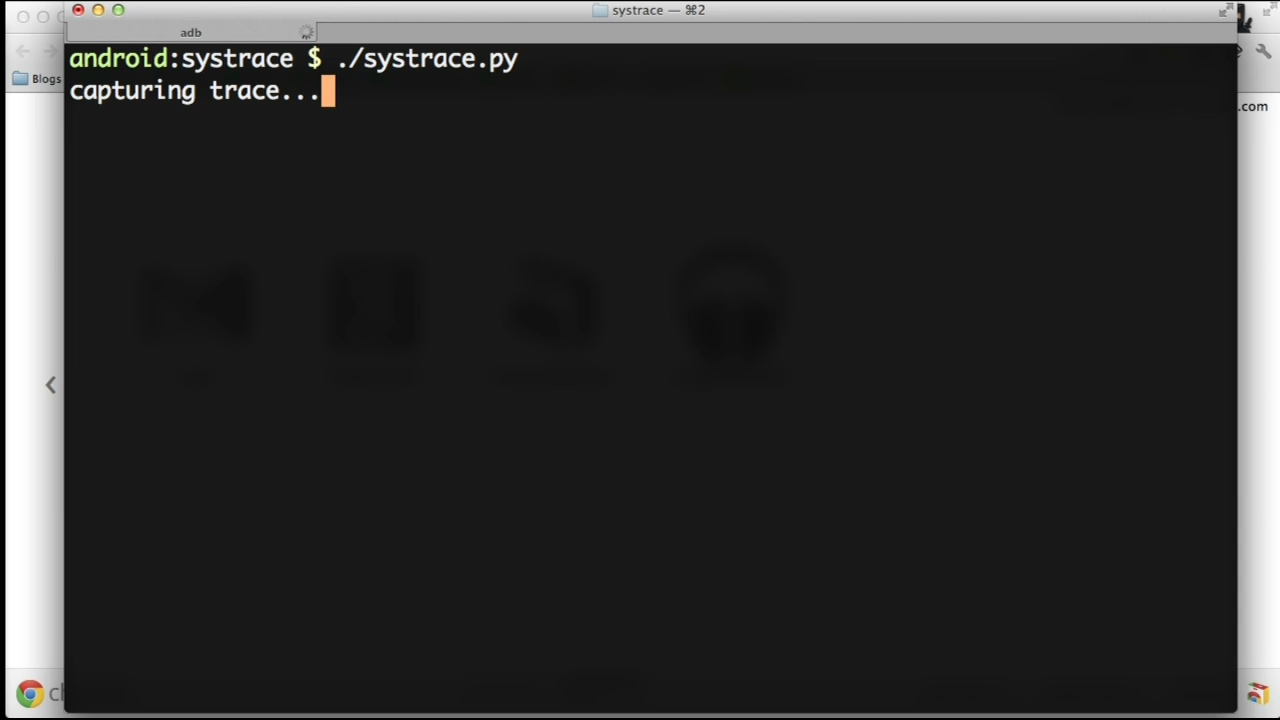 systrace — ⌘2
adb
android:systrace $ ./systrace.py
capturing trace...
Blogs
.com